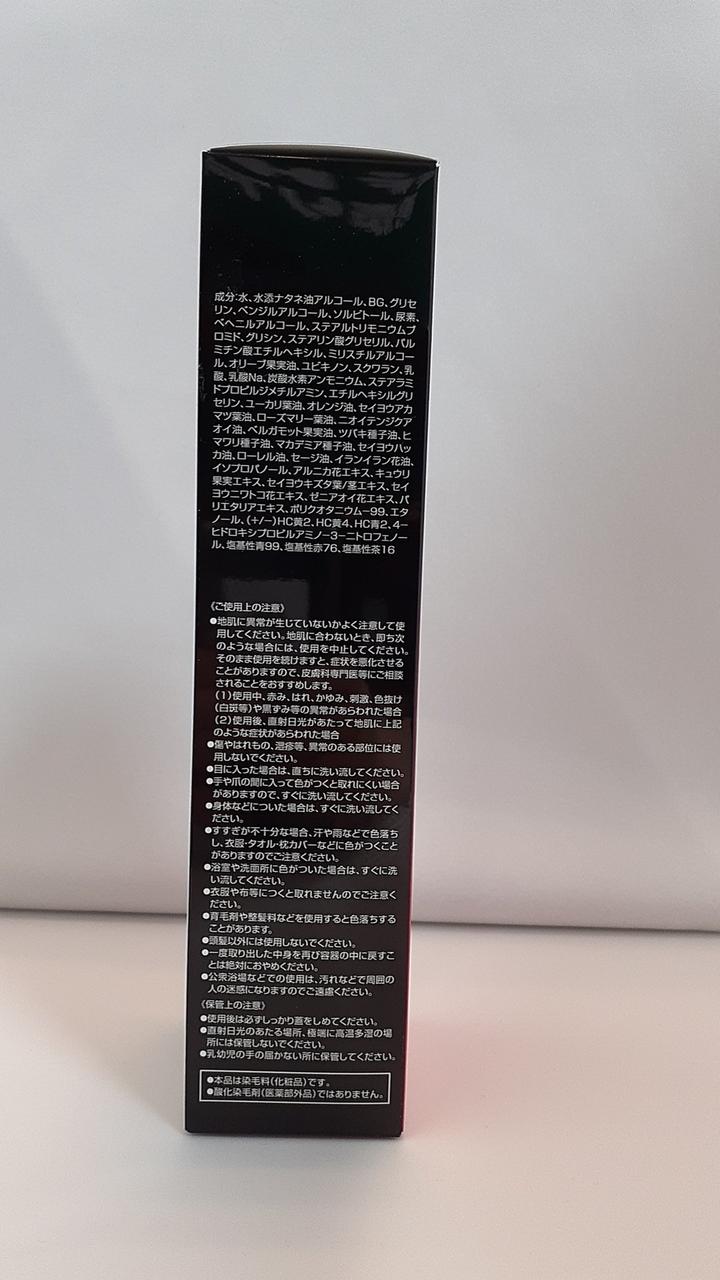 成分:水、水添ナタネ油アルコール、BG、グリセ
リン、ベンジルアルコール、ソルビトール、尿素、
ベヘニルアルコール、ステアルトリモニウムブ
ロミド、グリシン、ステアリン酸グリセリル、パル
ミチン酸エチルヘキシル、ミリスチルアルコー
ル、オリーブ果実油、ユビキノン、スクワラン、乳
酸、乳酸Na、炭酸水素アンモニウム、ステアラミ
ドプロピルジメチルアミン、エチルヘキシルグリ
セリン、ユーカリ葉油、オレンジ油、セイヨウアカ
マツ葉油、ローズマリー葉油、ニオイテンジクア
オイ油、ベルガモット果実油、ツバキ種子油、ヒ
マワリ種子油、マカデミア種子油、セイヨウハッ
カ油、ローレル油、セージ油、イランイラン花油、
イソプロパノール、アルニカ花エキス、キュウリ
果実エキス、セイヨウキズタ葉/茎エキス、セイ
ヨウニワトコ花エキス、ゼニアオイ花エキス、パ
リエタリアエキス、ポリクオタニウム-99、エタ
ノール、(+/-)HC黄2、HC黄4、HC青2、4-
ヒドロキシプロピルアミノ-3-ニトロフェノー
ル、塩基性青99、塩基性赤76、塩基性茶16
《ご使用上の注意》
●地肌に異常が生じていないかよく注意して使
用してください。地肌に合わないとき、即ち次
のような場合には、使用を中止してください。
そのまま使用を続けますと、症状を悪化させる
ことがありますので、皮膚科専門医等にご相談
されることをおすすめします。
(1)使用中、赤み、はれ、かゆみ、刺激、色抜け
(白斑等)や黒ずみ等の異常があらわれた場合
(2)使用後、直射日光があたって地肌に上記
のような症状があらわれた場合
●傷やはれもの、湿疹等、異常のある部位には使
用しないでください。
●目に入った場合は、直ちに洗い流してください。
●手や爪の間に入って色がつくと取れにくい場合
がありますので、すぐに洗い流してください。
●身体などについた場合は、すぐに洗い流してく
ださい。
●すすぎが不十分な場合、汗や雨などで色落ち
し、衣服・タオル・枕カバーなどに色がつくこと
がありますのでご注意ください。
●浴室や洗面所に色がついた場合は、すぐに洗
い流してください。
●衣服や布等につくと取れませんのでご注意く
ださい。
●育毛剤や整髪料などを使用すると色落ちする
ことがあります。
●頭髪以外には使用しないでください。
●一度取り出した中身を再び容器の中に戻すこ
とは絶対におやめください。
●公衆浴場などでの使用は、汚れなどで周囲の
人の迷惑になりますのでご遠慮ください。
《保管上の注意》
●使用後は必ずしっかり蓋をしめてください。
●直射日光のあたる場所、極端に高温多湿の場
所には保管しないでください。
●乳幼児の手の届かない所に保管してください。
●本品は染毛料(化粧品)です。
●酸化染毛剤(医薬部外品)ではありません。